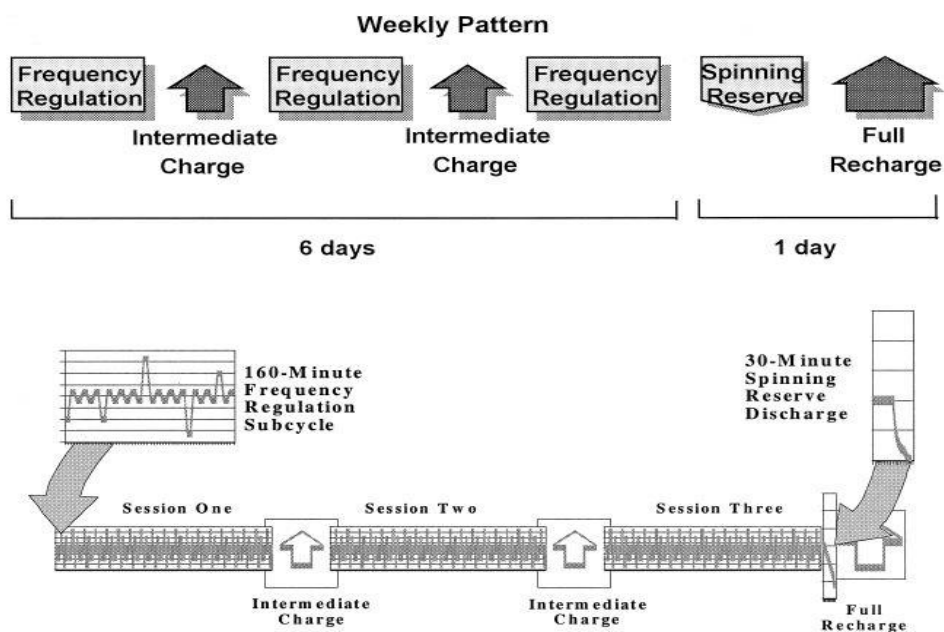 Weekly Pattern
Frequency
Regulation
Intermediate
Charge
Frequency
Regulation
Intermediate
Charge
Frequency
Regulation
Spinning
Reserve
Full
Recharge
6 days
1 day
160-Minute
Frequency
Regulation
Subcycle
30-Minute
Spinning
Reserve
Discharge
Session One
Session Two
Session Three
Intermediate
Charge
Intermediate
Charge
Full
Recharge